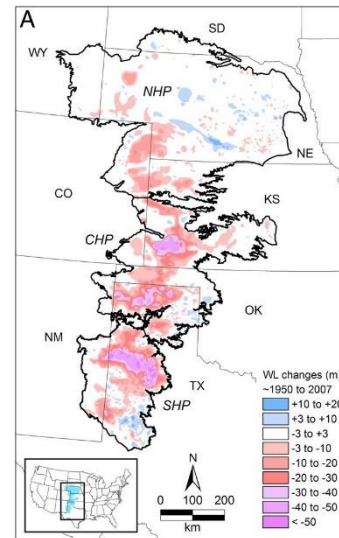 A
SD
WY
NHP
NE
CO
KS
CHP
OK
NM
TX
SHP
WL changes (m)
~1950 to 2007
+10 to +20
+3 to +10
-3 to +3
-3 to -10
-10 to -20
-20 to -30
-30 to -40
-40 to -50
< -50
N
0 100 200
km